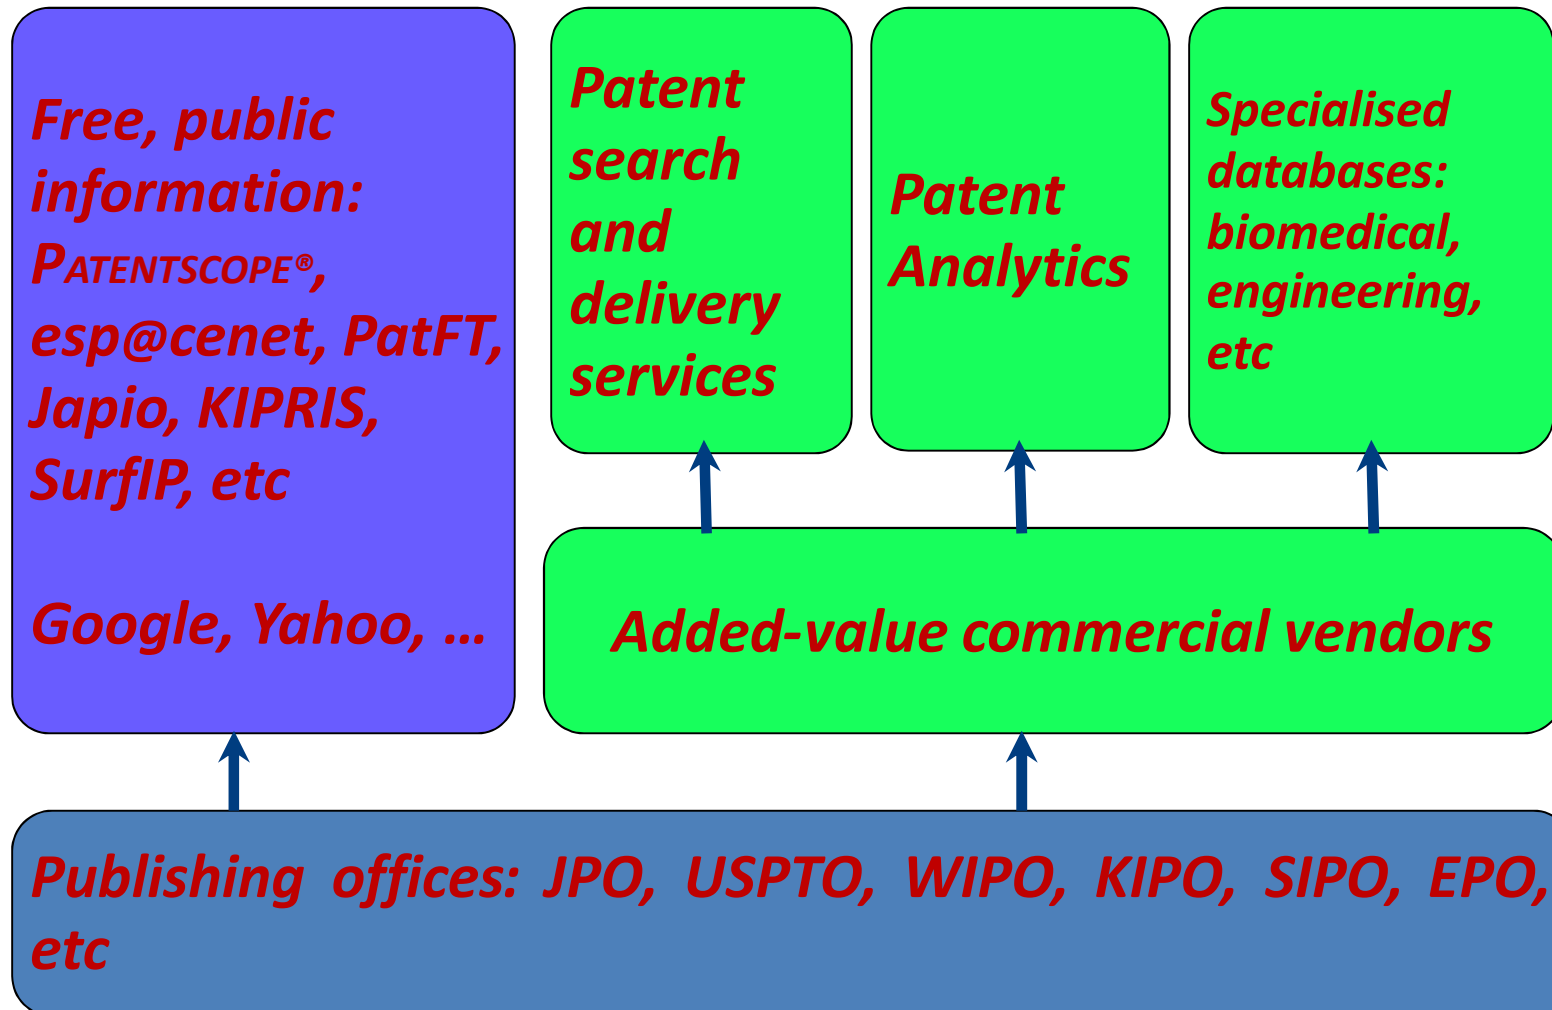 Free, public
information:
PATENTSCOPE®,
esp@cenet, PatFT,
Japio, KIPRIS,
SurfIP, etc
Google, Yahoo, ...
Patent
search
and
delivery
services
Patent
Analytics
Specialised
databases:
biomedical,
engineering,
etc
Added-value commercial vendors
Publishing offices: JPO, USPTO, WIPO, KIPO, SIPO, EPO,
etc